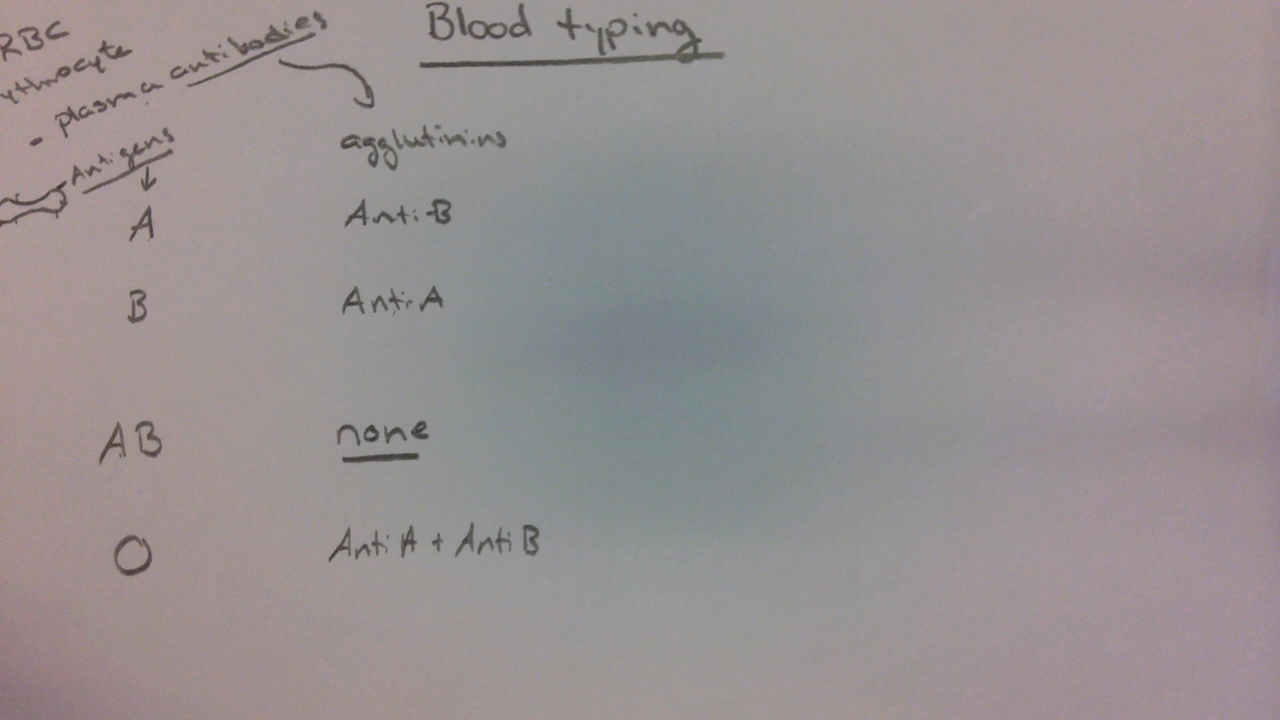 Blood typing
RBC
ythrocyte
- plasma antibodies
Antigens
agglutinins
A Anti-B
B Anti-A
AB none
O Anti A + Anti B